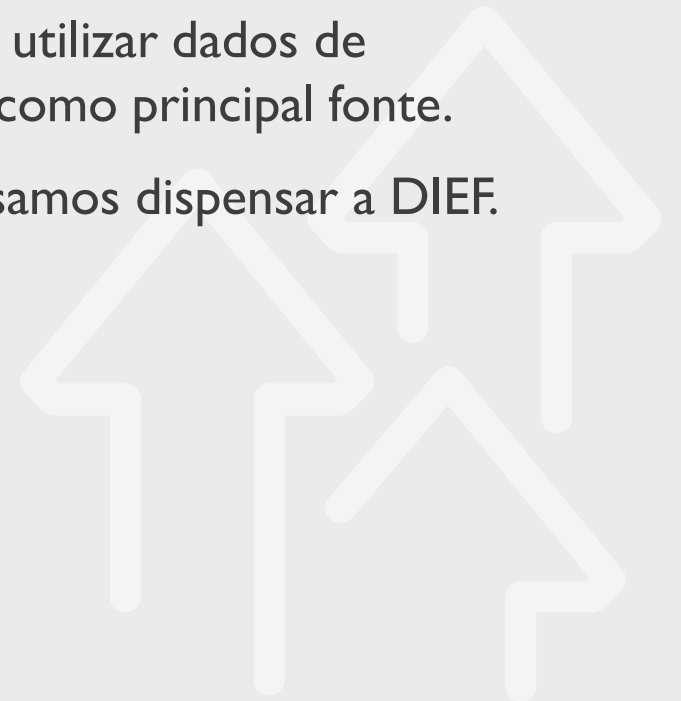 utilizar dados de
como principal fonte.
samos dispensar a DIEF.